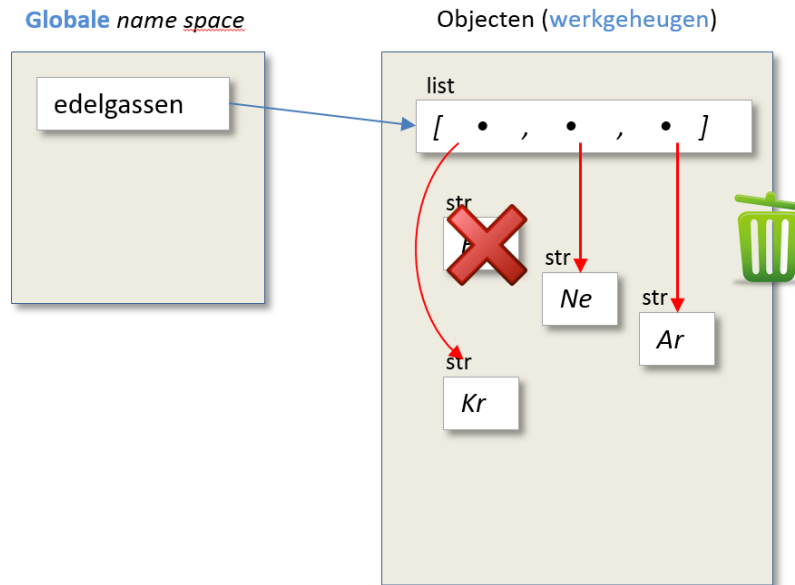 Globale name space
Objecten (werkgeheugen)
edelgassen
list
[ • , • , • ]
str
str
Ne
str
Ar
str
Kr